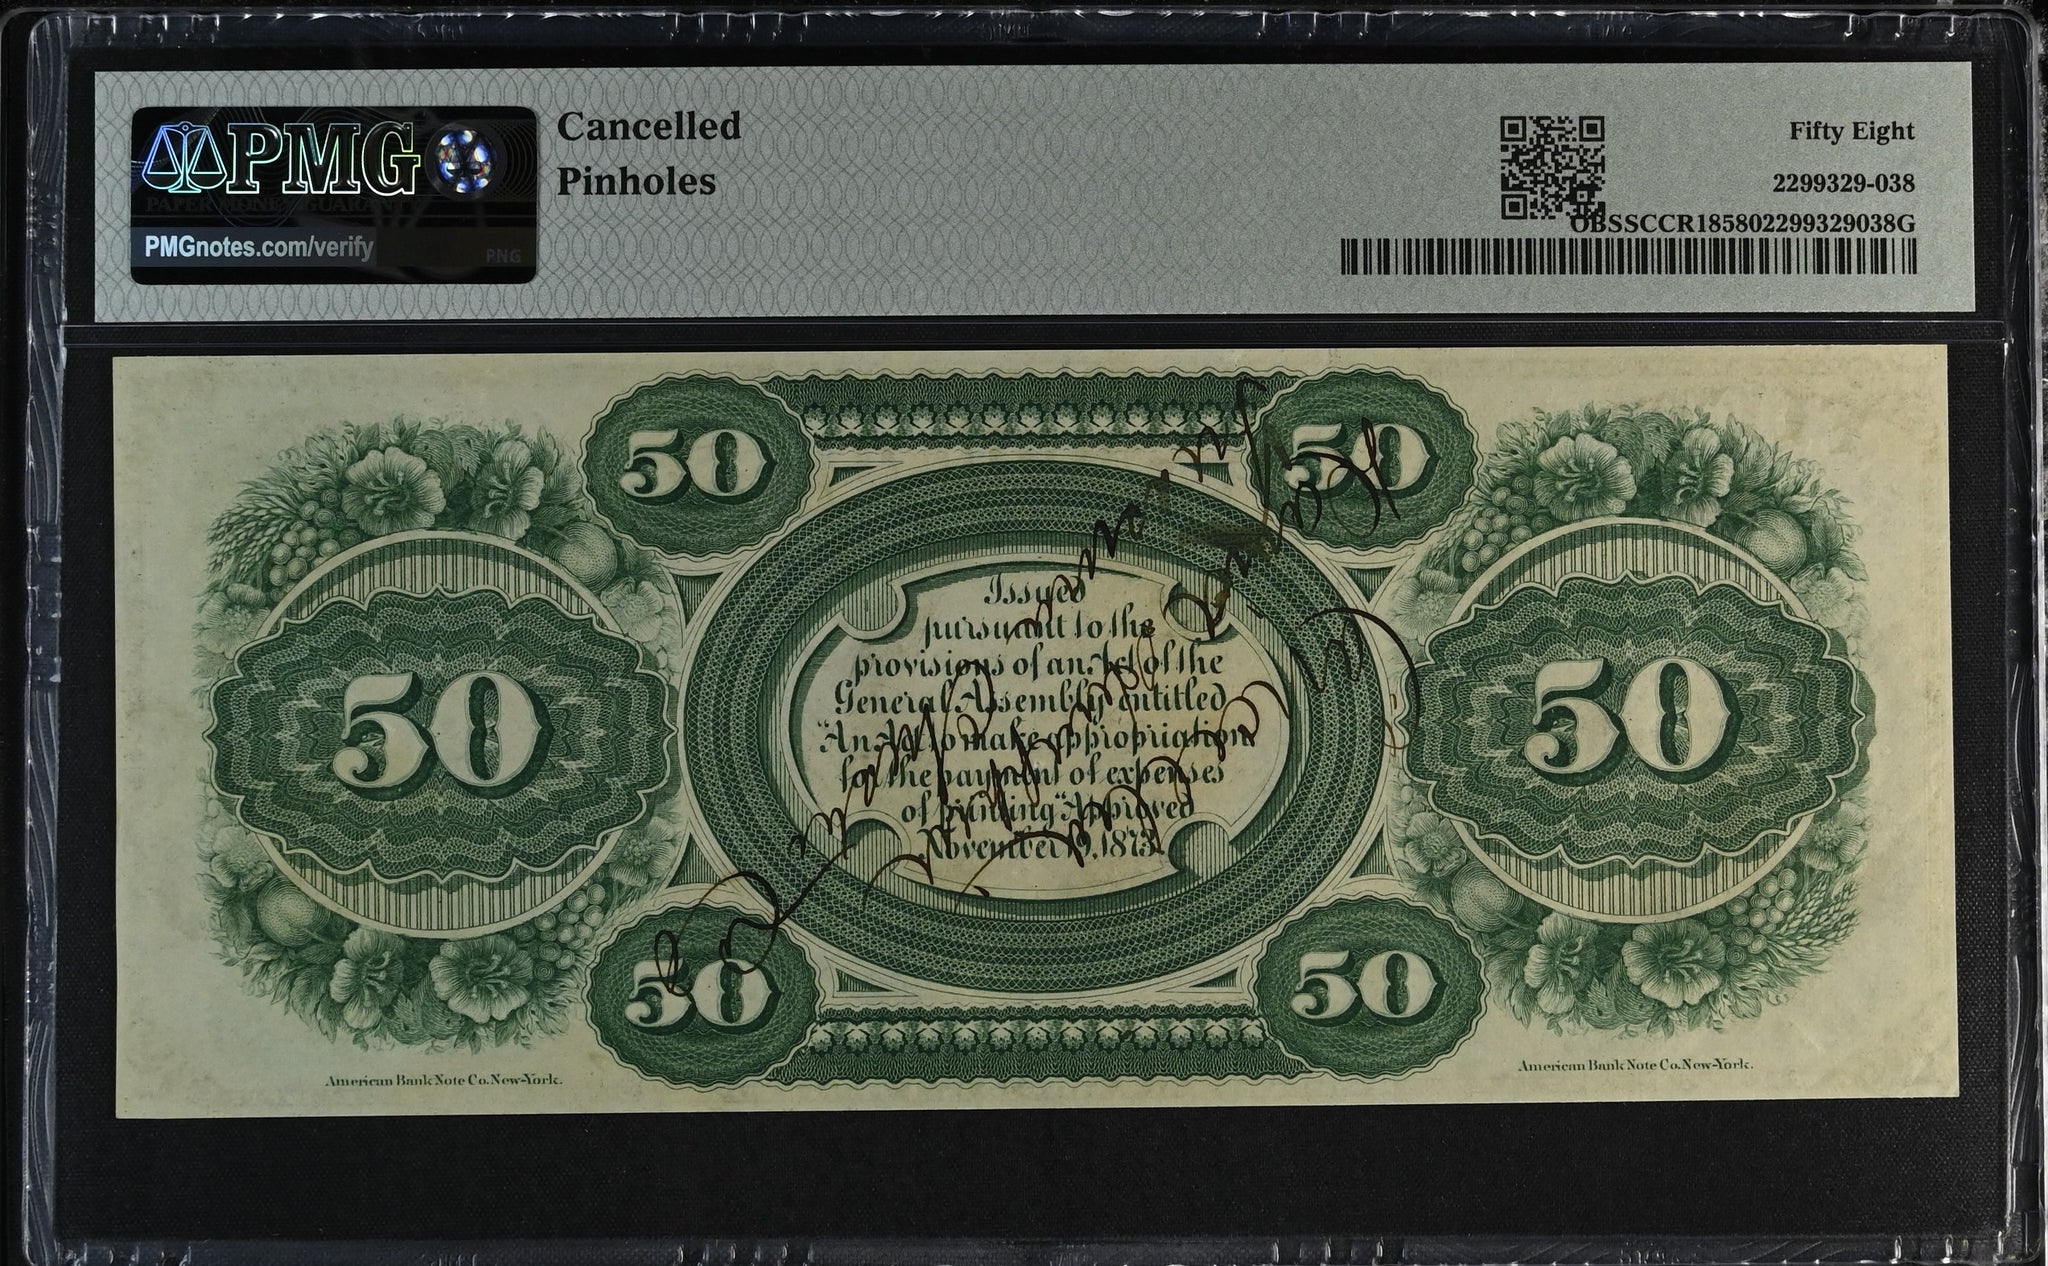 PMG
PAPER MONEY GUARANTY
PMGnotes.com/verify
PNG
Cancelled
Pinholes
Fifty Eight
2299329-038
OBSSCCR185802299329038G
50
50
50
50
Issued
pursuant to the
provisions of an Act of the
General Assembly entitled
"An Act to make appropriation
for the payment of expenses
of printing" Approved
November 19, 1873.
50
50
American Bank Note Co. New-York.
American Bank Note Co. New-York.